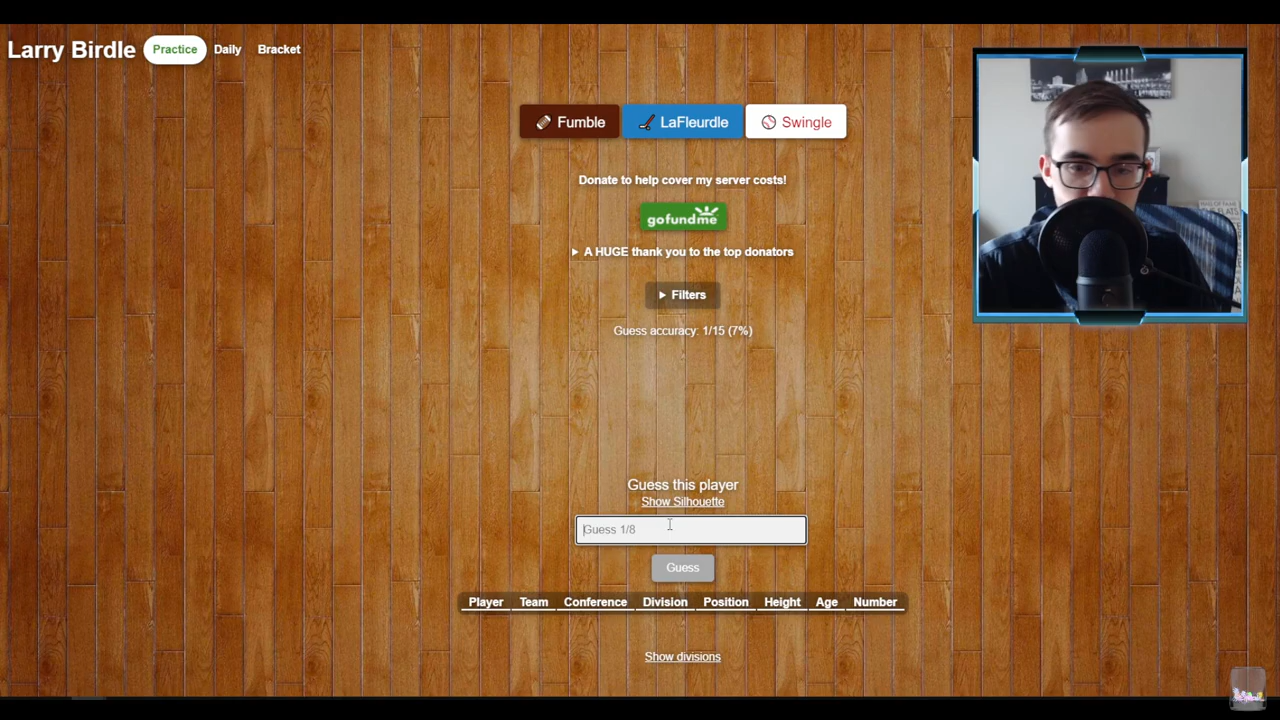 Larry Birdle Practice Daily Bracket
Fumble LaFleurdle Swingle
Donate to help cover my server costs!
gofundme
A HUGE thank you to the top donators
Filters
Guess accuracy: 1/15 (7%)
Guess this player
Show Silhouette
Guess 1/8
Guess
Player Team Conference Division Position Height Age Number
Show divisions